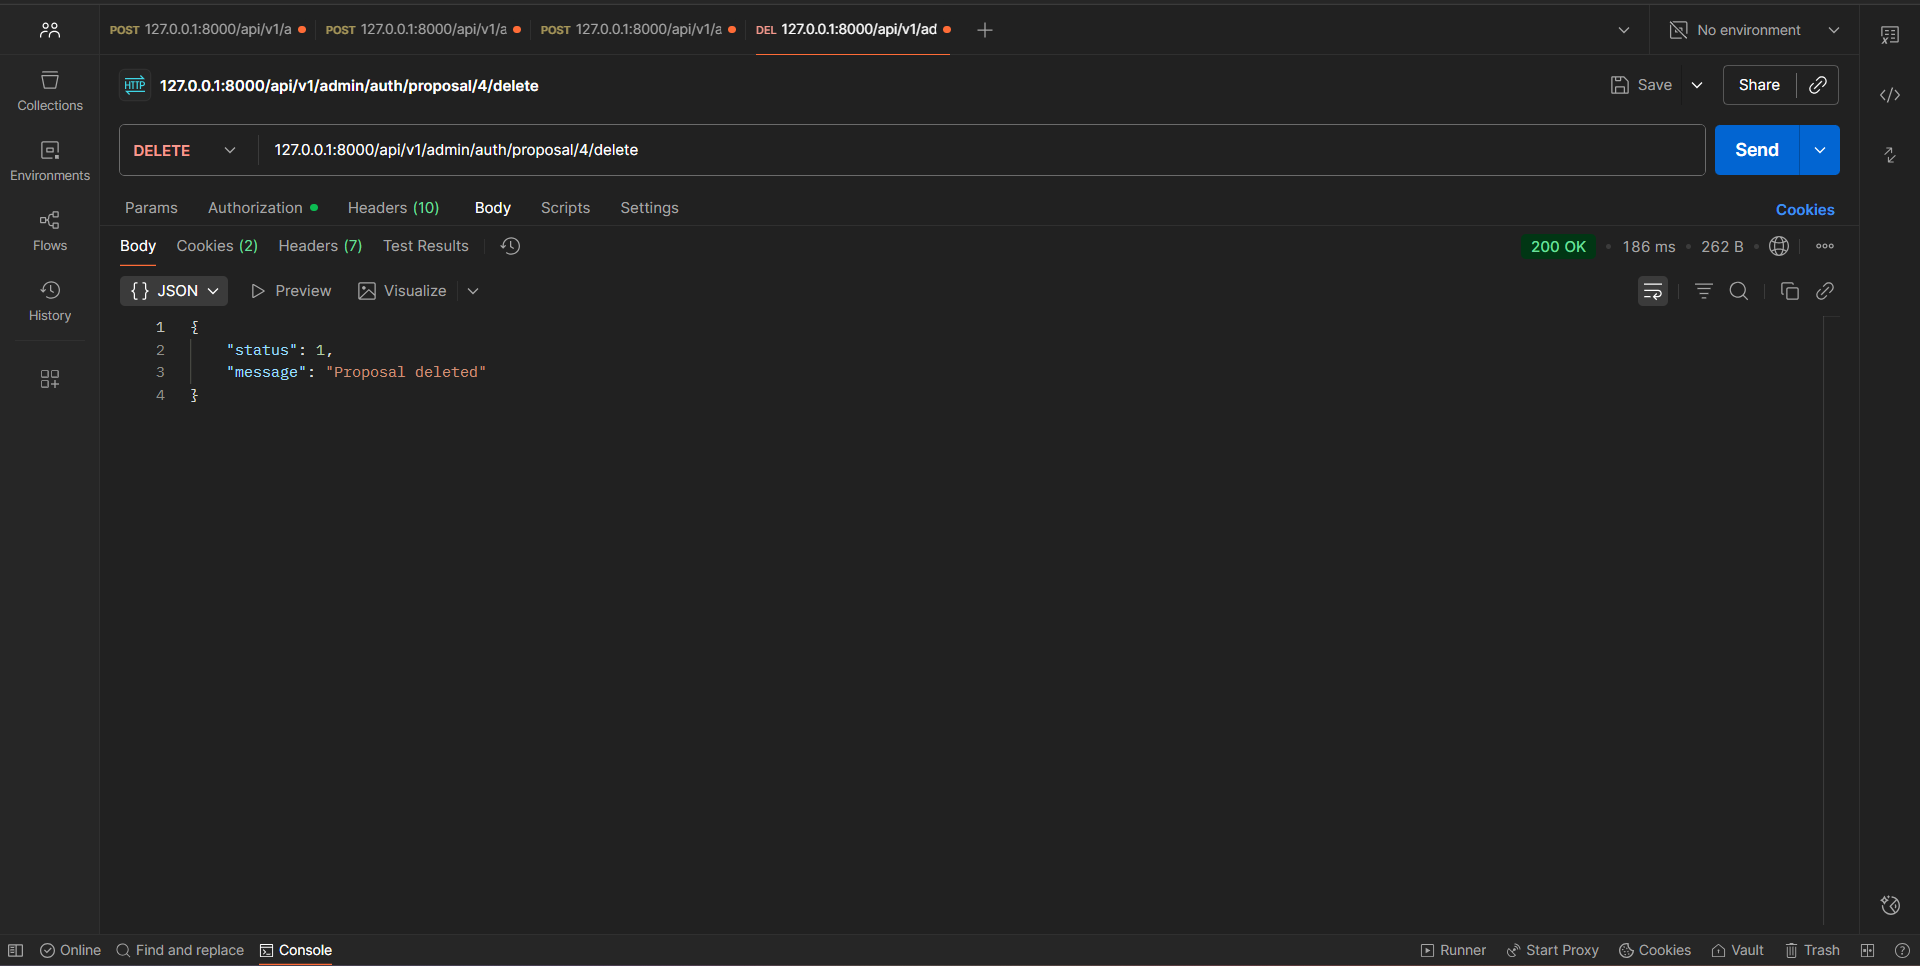 POST 127.0.0.1:8000/api/v1/a
POST 127.0.0.1:8000/api/v1/a
POST 127.0.0.1:8000/api/v1/a
DEL 127.0.0.1:8000/api/v1/ad
No environment
Collections
Environments
Flows
History
HTTP 127.0.0.1:8000/api/v1/admin/auth/proposal/4/delete
Save
Share
DELETE
127.0.0.1:8000/api/v1/admin/auth/proposal/4/delete
Send
Params Authorization Headers (10) Body Scripts Settings
Cookies
Body Cookies (2) Headers (7) Test Results
200 OK • 186 ms • 262 B
{} JSON Preview Visualize
1 {
2 "status": 1,
3 "message": "Proposal deleted"
4 }
Online Find and replace Console
Runner Start Proxy Cookies Vault Trash